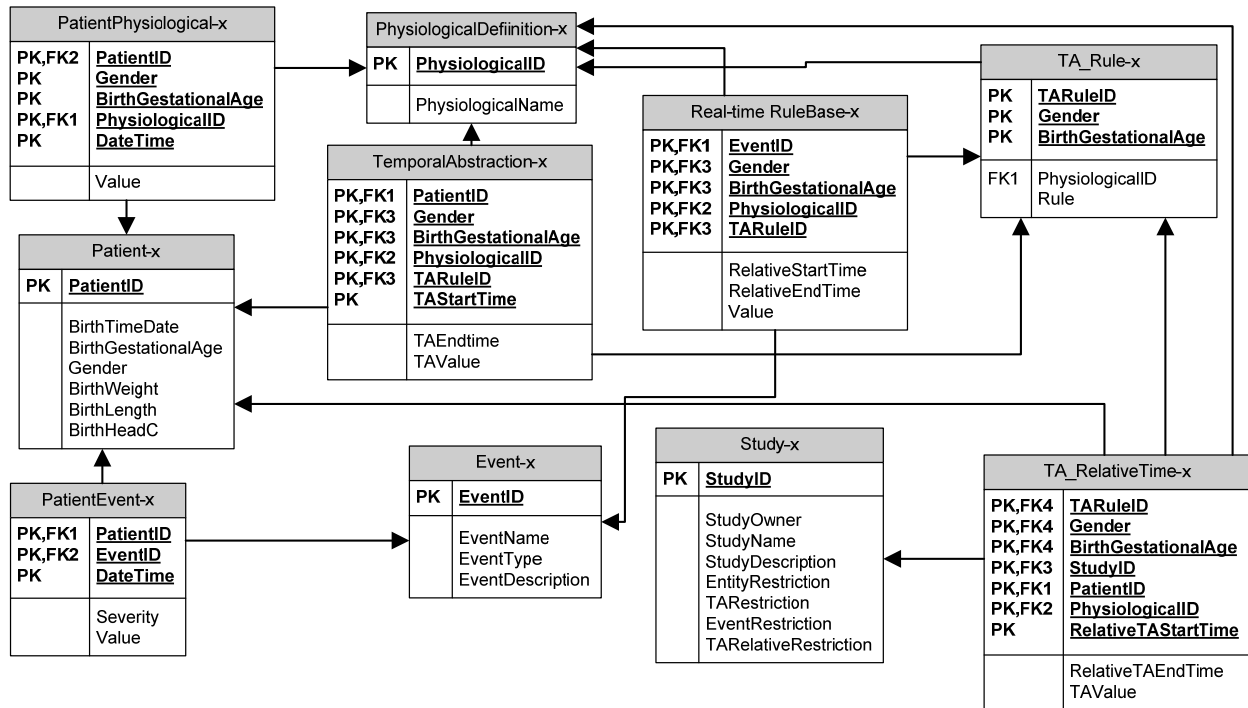 PatientPhysiological-x
PK,FK2 PatientID
PK Gender
PK BirthGestationalAge
PK,FK1 PhysiologicalID
PK DateTime
Value
PhysiologicalDefiinition-x
PK PhysiologicalID
PhysiologicalName
TA_Rule-x
PK TARuleID
PK Gender
PK BirthGestationalAge
FK1 PhysiologicalID
Rule
Real-time RuleBase-x
PK,FK1 EventID
PK,FK3 Gender
PK,FK3 BirthGestationalAge
PK,FK2 PhysiologicalID
PK,FK3 TARuleID
RelativeStartTime
RelativeEndTime
Value
TemporalAbstraction-x
PK,FK1 PatientID
PK,FK3 Gender
PK,FK3 BirthGestationalAge
PK,FK2 PhysiologicalID
PK,FK3 TARuleID
PK TAStartTime
TAEndtime
TAValue
Patient-x
PK PatientID
BirthTimeDate
BirthGestationalAge
Gender
BirthWeight
BirthLength
BirthHeadC
PatientEvent-x
PK,FK1 PatientID
PK,FK2 EventID
PK DateTime
Severity
Value
Event-x
PK EventID
EventName
EventType
EventDescription
Study-x
PK StudyID
StudyOwner
StudyName
StudyDescription
EntityRestriction
TARestriction
EventRestriction
TARelativeRestriction
TA_RelativeTime-x
PK,FK4 TARuleID
PK,FK4 Gender
PK,FK4 BirthGestationalAge
PK,FK3 StudyID
PK,FK1 PatientID
PK,FK2 PhysiologicalID
PK RelativeTAStartTime
RelativeTAEndTime
TAValue